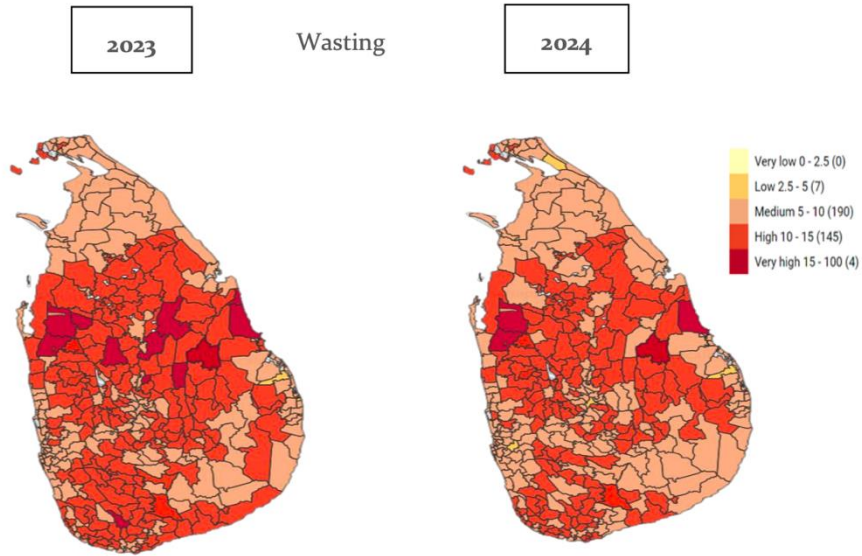 2023
Wasting
2024
Very low 0 - 2.5 (0)
Low 2.5 - 5 (7)
Medium 5 - 10 (190)
High 10 - 15 (145)
Very high 15 - 100 (4)